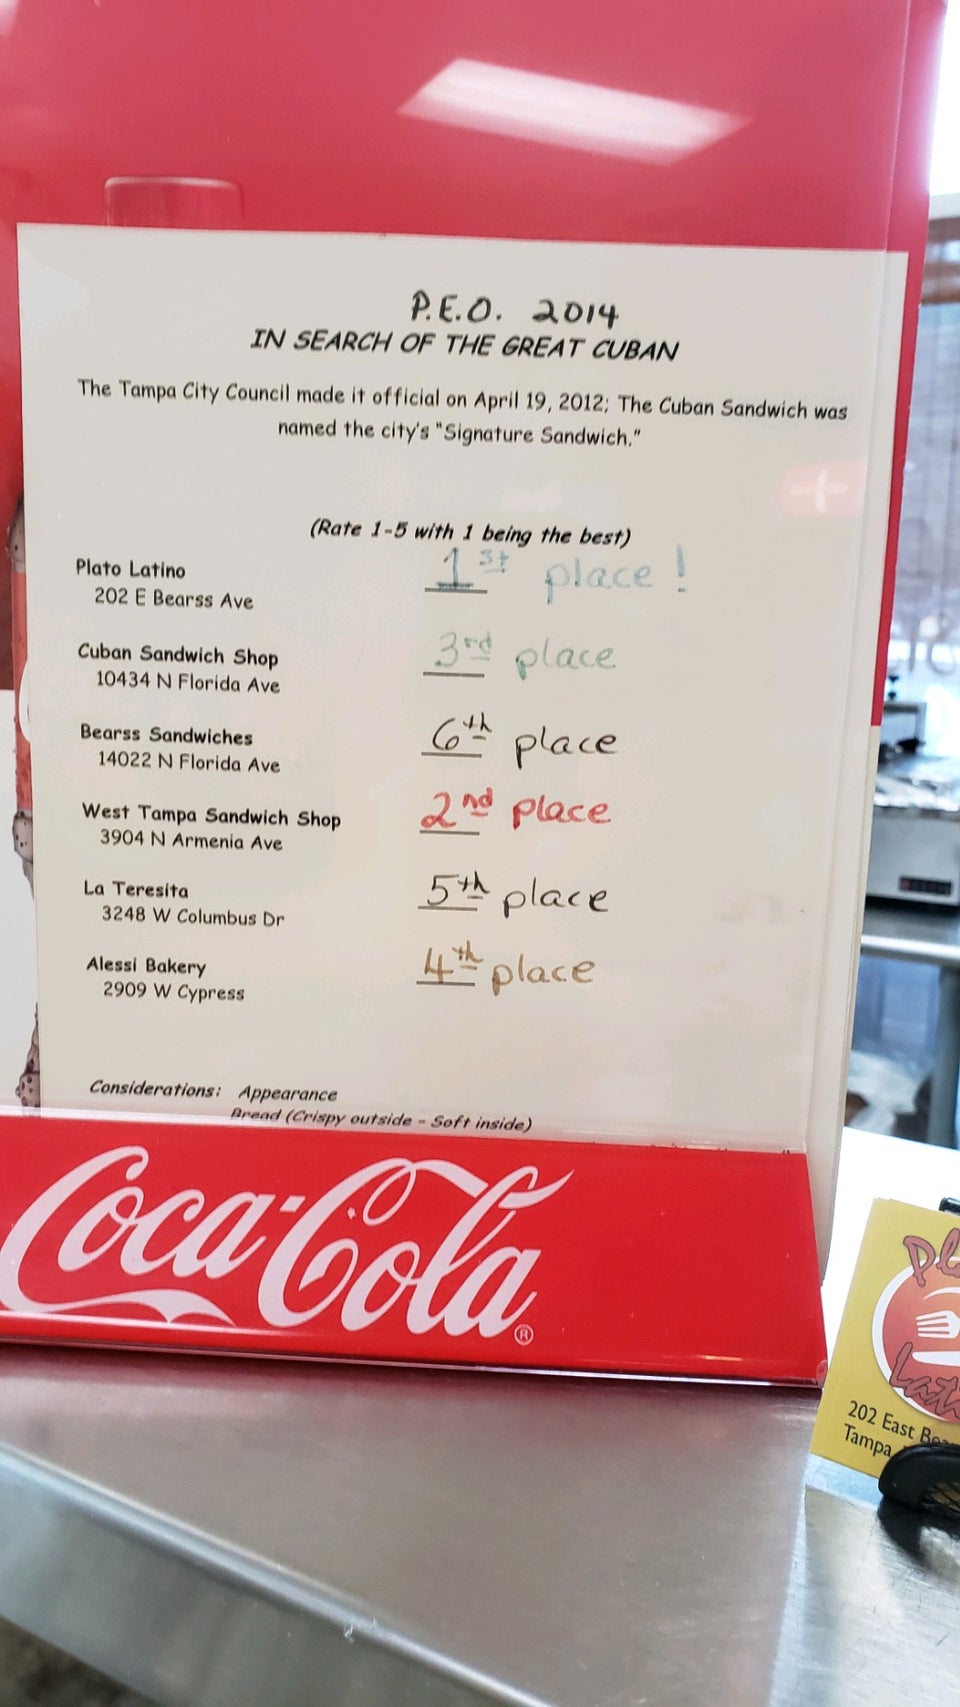 P.E.O. 2014
IN SEARCH OF THE GREAT CUBAN
The Tampa City Council made it official on April 19, 2012; The Cuban Sandwich was
named the city's "Signature Sandwich."
(Rate 1-5 with 1 being the best)
Plato Latino 1st place!
202 E Bearss Ave
Cuban Sandwich Shop 3rd place
10434 N Florida Ave
Bearss Sandwiches 6th place
14022 N Florida Ave
West Tampa Sandwich Shop 2nd place
3904 N Armenia Ave
La Teresita 5th place
3248 W Columbus Dr
Alessi Bakery 4th place
2909 W Cypress
Considerations: Appearance
Bread (Crispy outside - Soft inside)
Coca-Cola®
202 East
Tampa